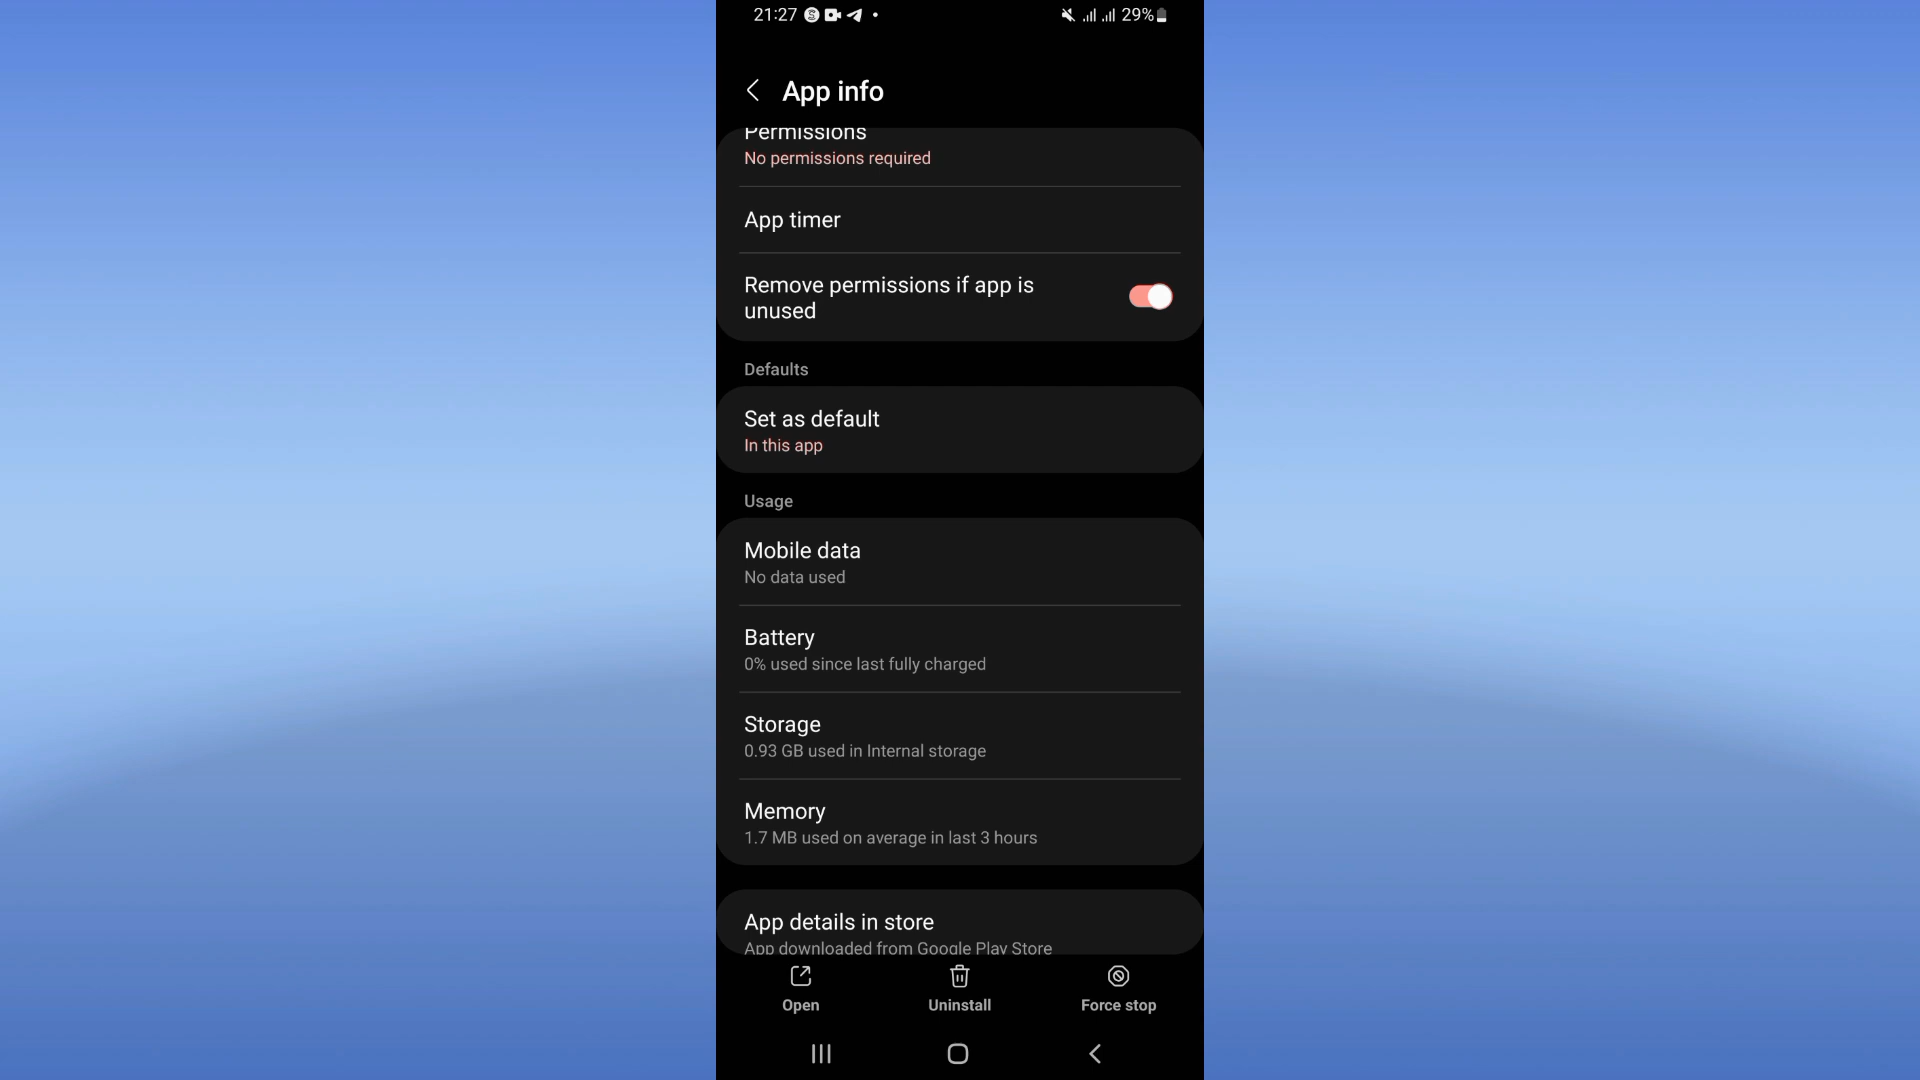 21:27
29%
App info
Permissions
No permissions required
App timer
Remove permissions if app is
unused
Defaults
Set as default
In this app
Usage
Mobile data
No data used
Battery
0% used since last fully charged
Storage
0.93 GB used in Internal storage
Memory
1.7 MB used on average in last 3 hours
App details in store
App downloaded from Google Play Store
Open
Uninstall
Force stop